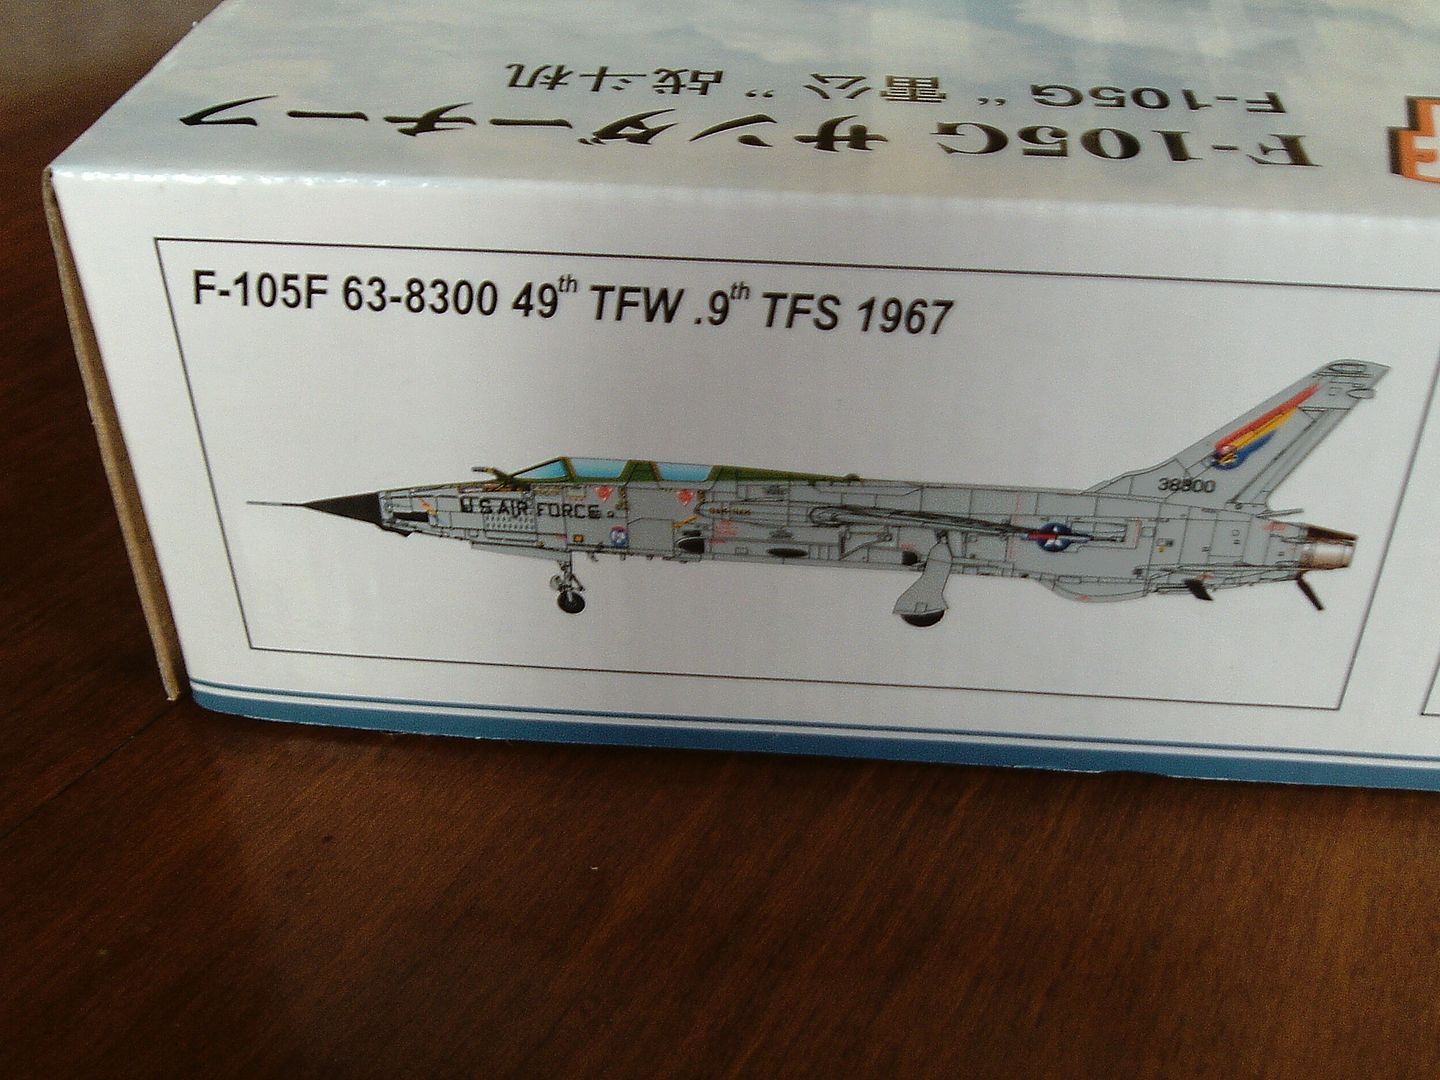 F-105G "雷公" 战斗机
F-105G サンダーチーフ
F-105F 63-8300 49th TFW .9th TFS 1967
38300
U.S AIR FORCE